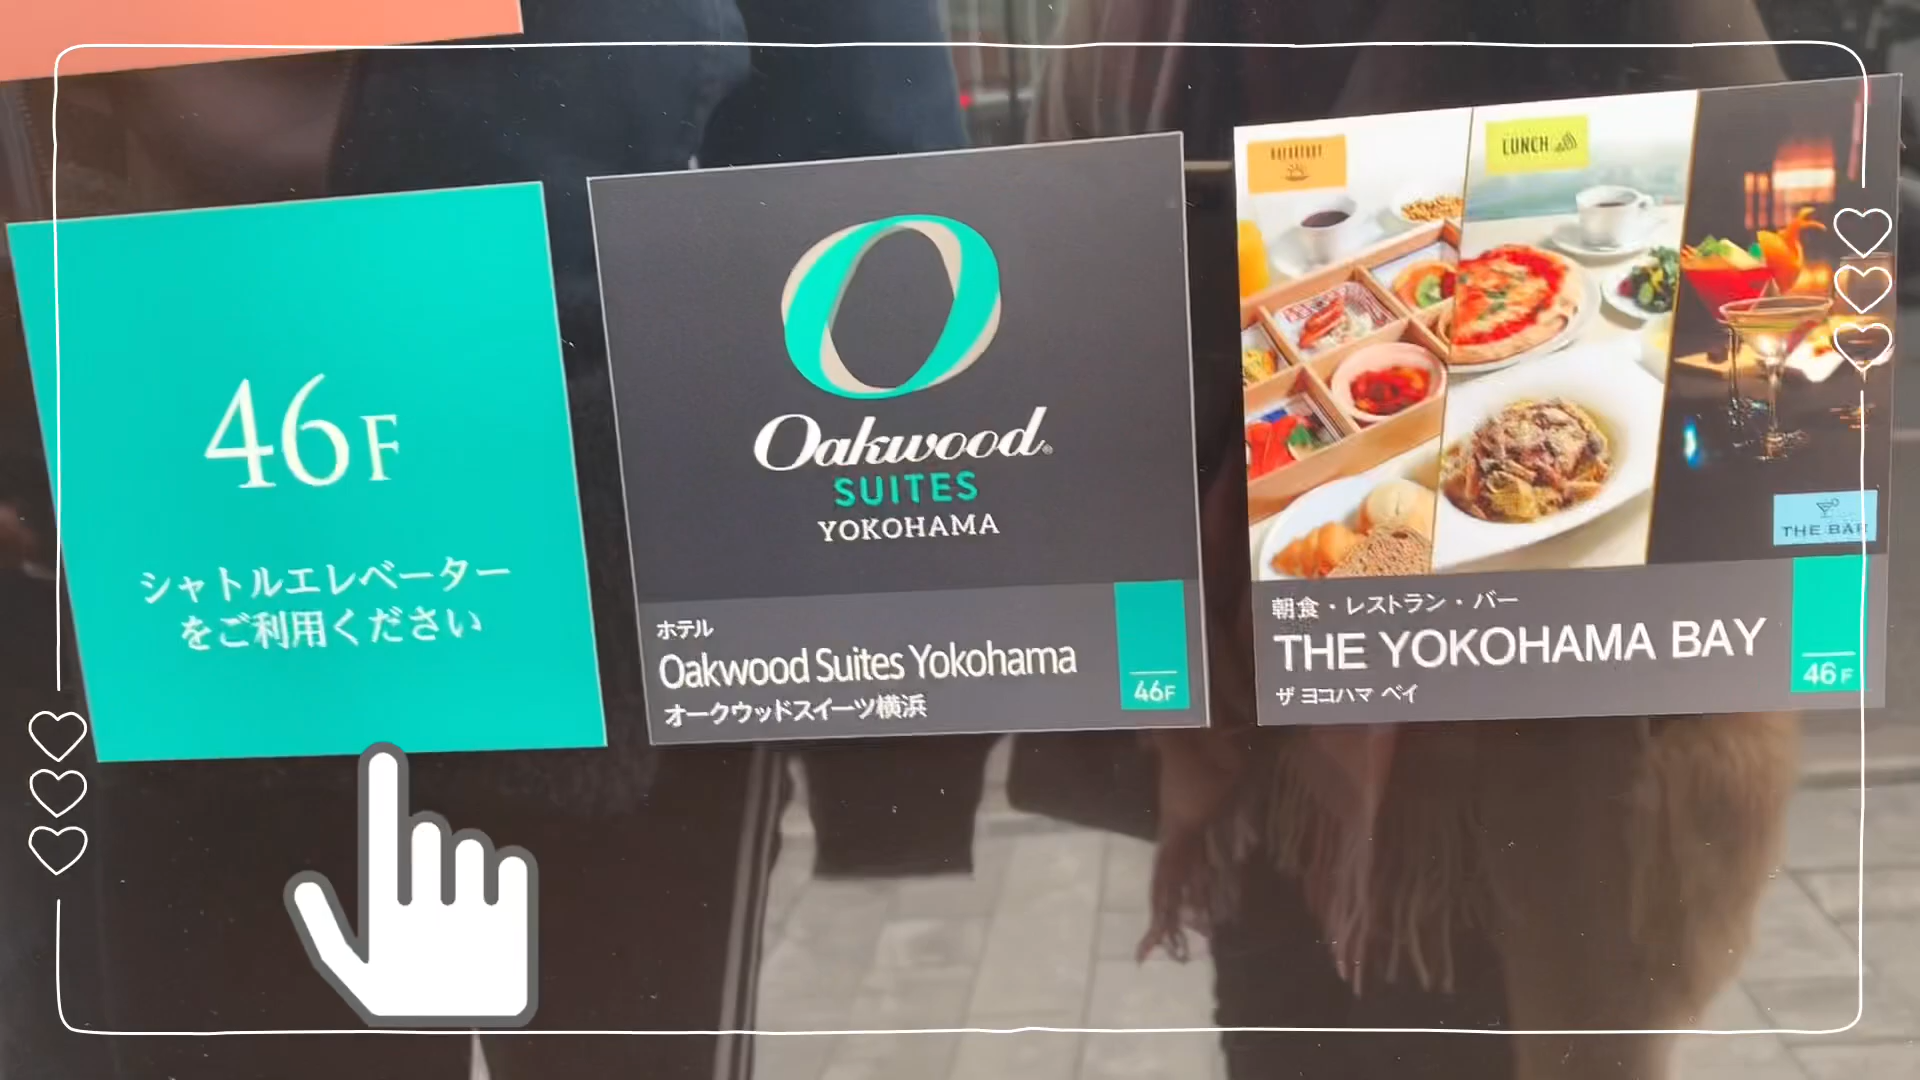 46F
シャトルエレベーター
をご利用ください
Oakwood®
SUITES
YOKOHAMA
ホテル
Oakwood Suites Yokohama
オークウッドスイーツ横浜
46F
BREAKFAST
LUNCH
THE BAR
朝食・レストラン・バー
THE YOKOHAMA BAY
ザ ヨコハマ ベイ
46F